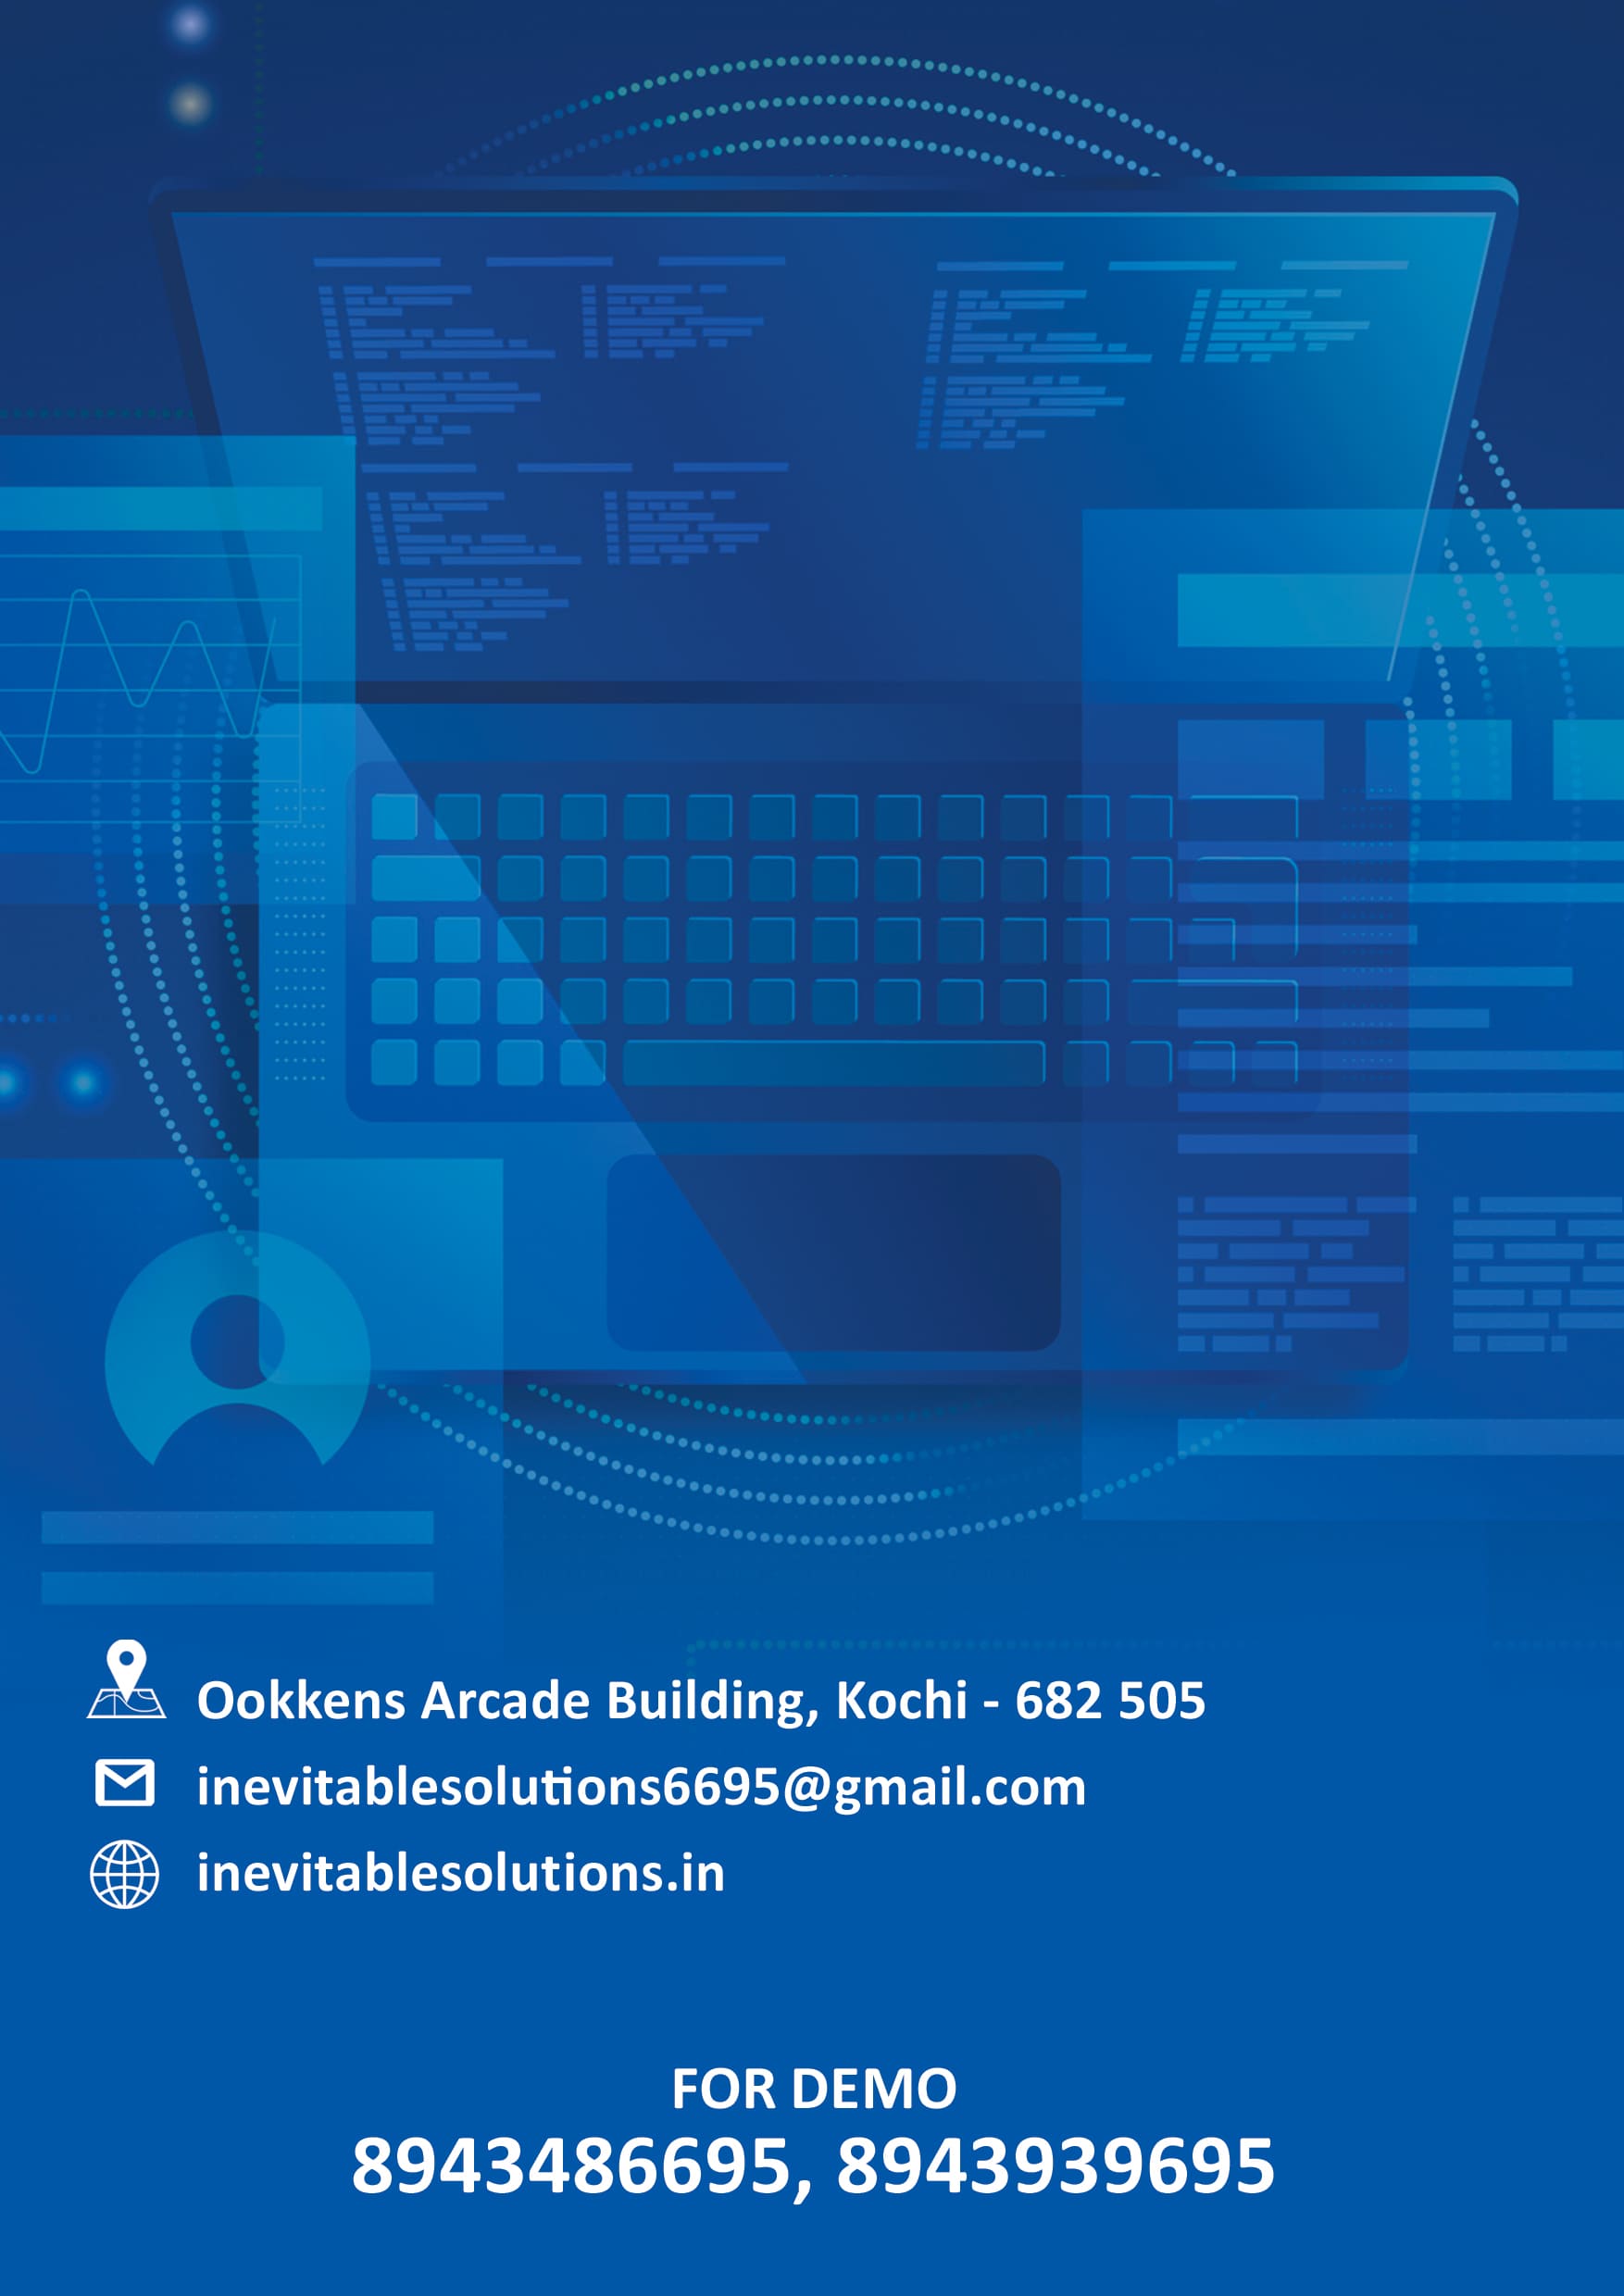 Ookkens Arcade Building, Kochi - 682 505
inevitablesolutions6695@gmail.com
inevitablesolutions.in
FOR DEMO
8943486695, 8943939695